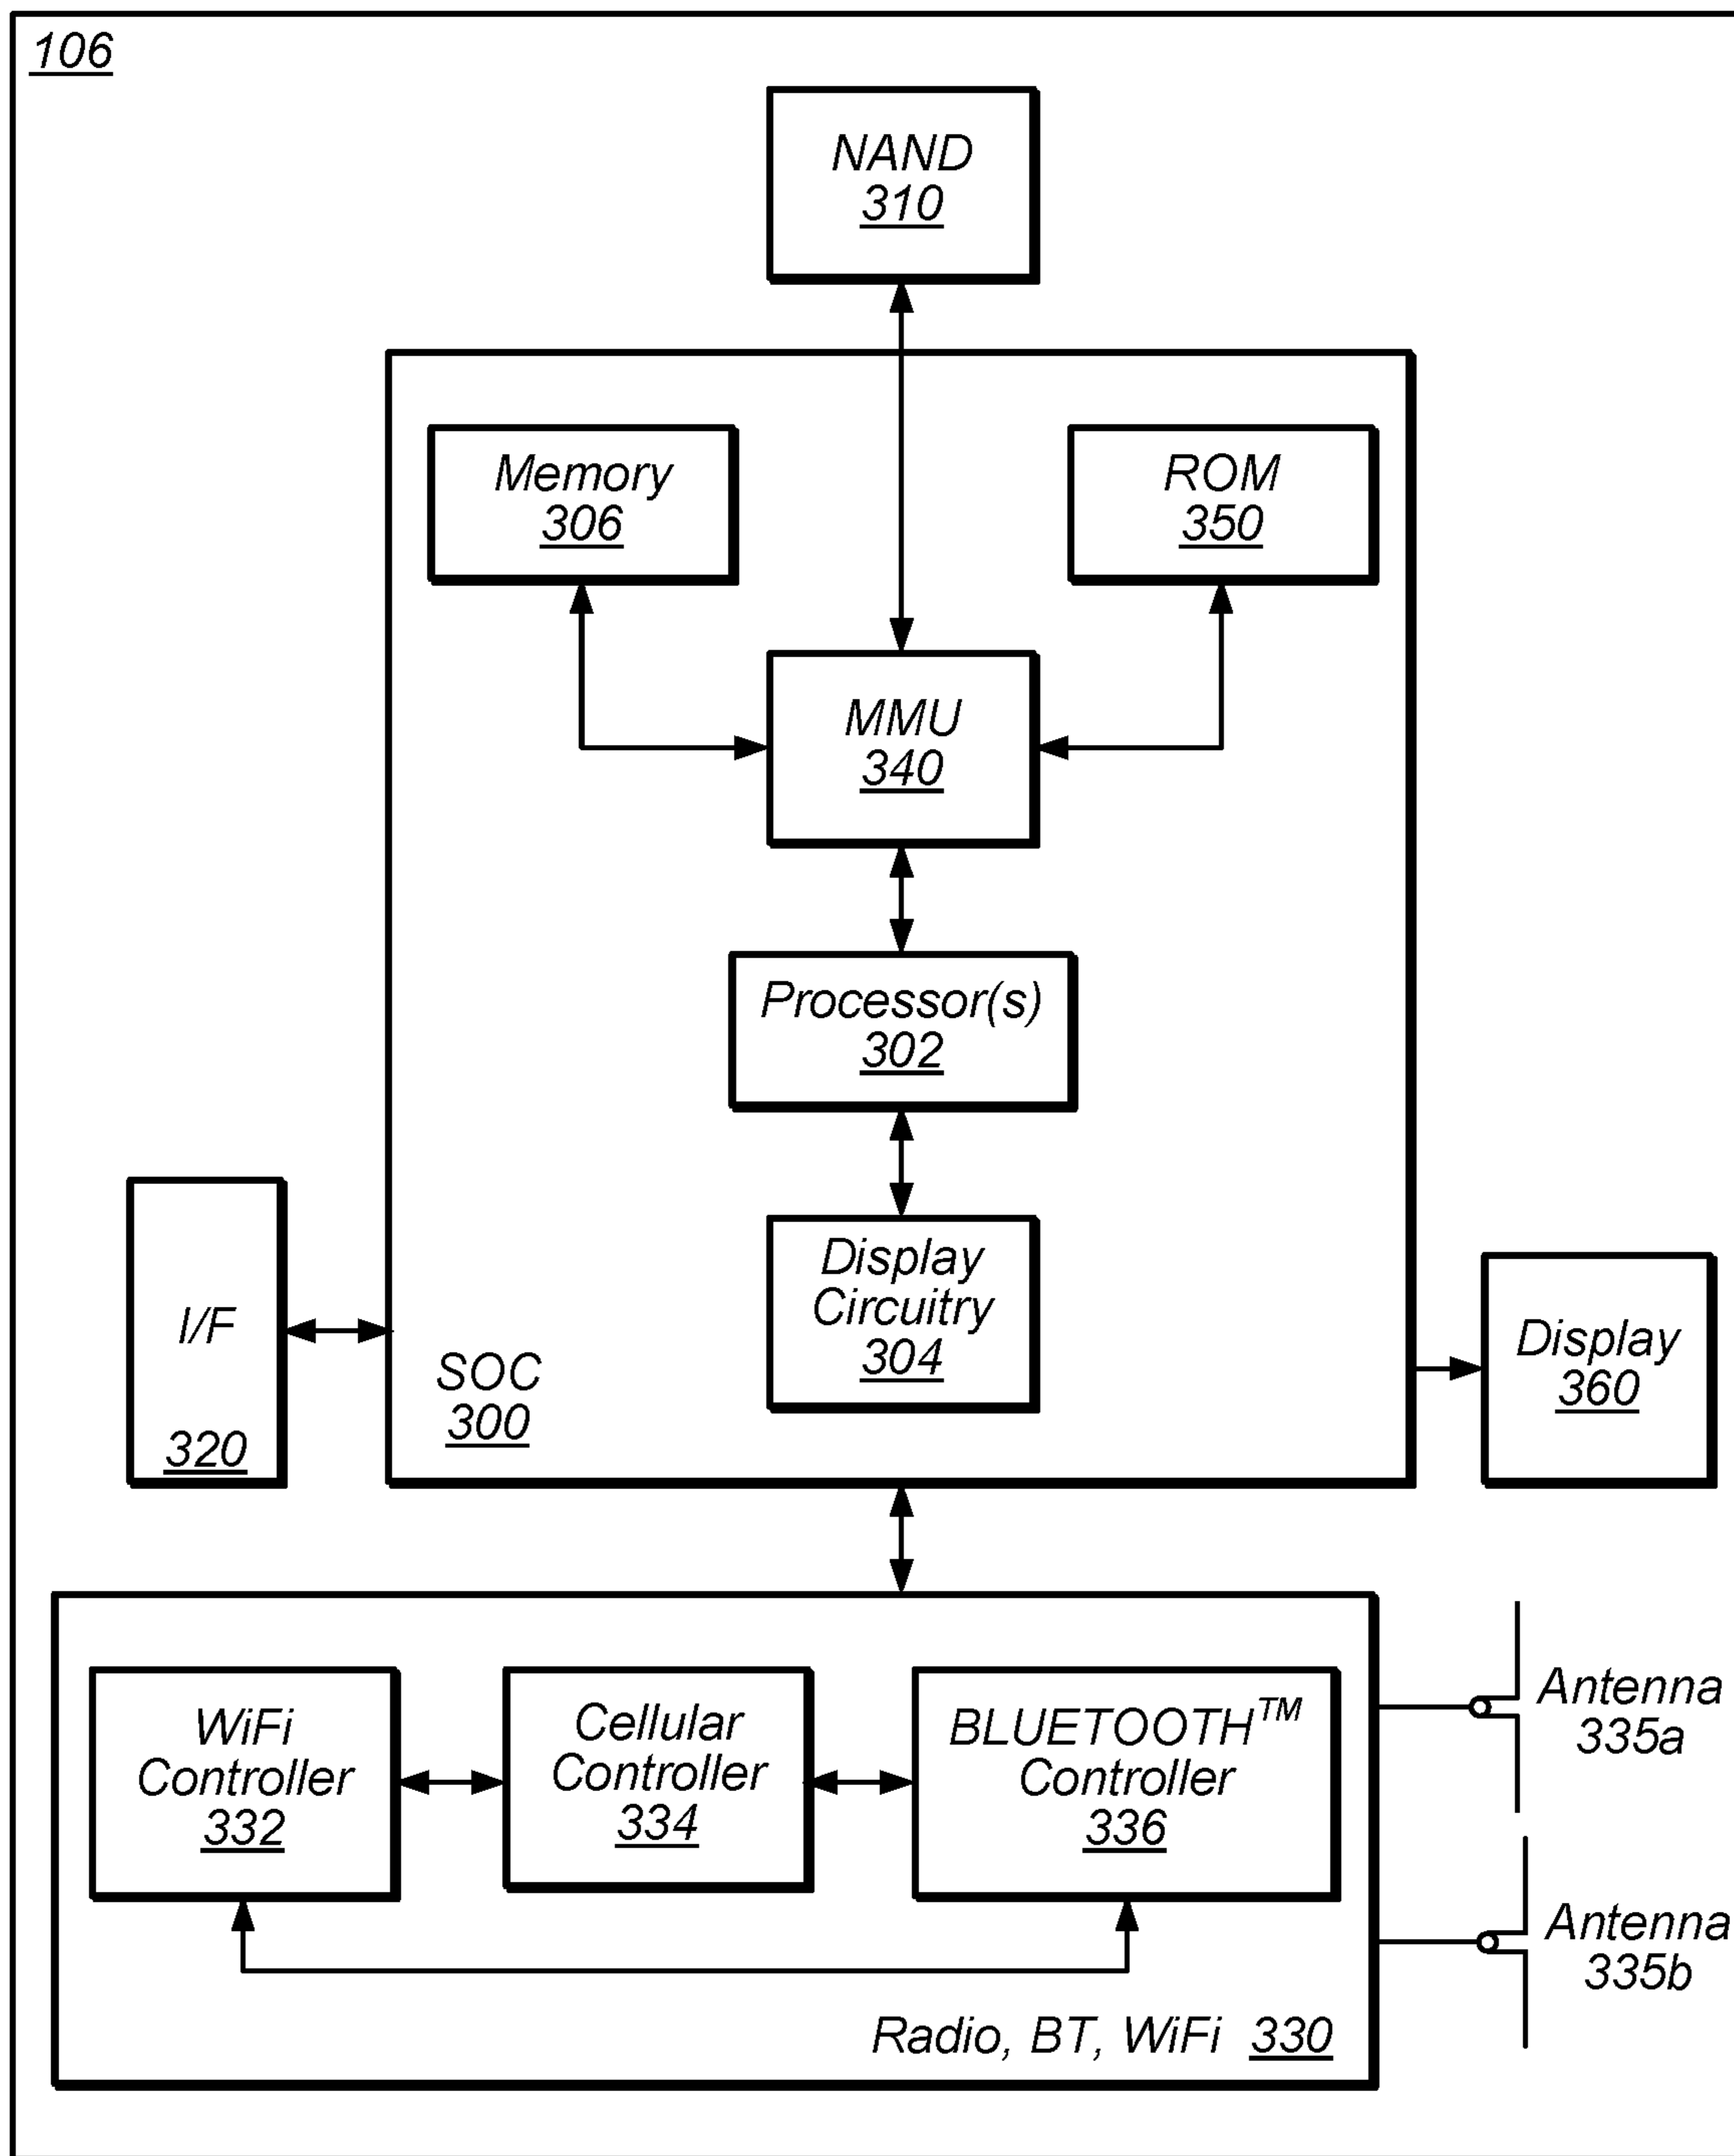 106
NAND
310
Memory
306
ROM
350
MMU
340
Processor(s)
302
Display
Circuitry
304
I/F
320
SOC
300
Display
360
WiFi
Controller
332
Cellular
Controller
334
BLUETOOTH™
Controller
336
Antenna
335a
Antenna
335b
Radio, BT, WiFi 330